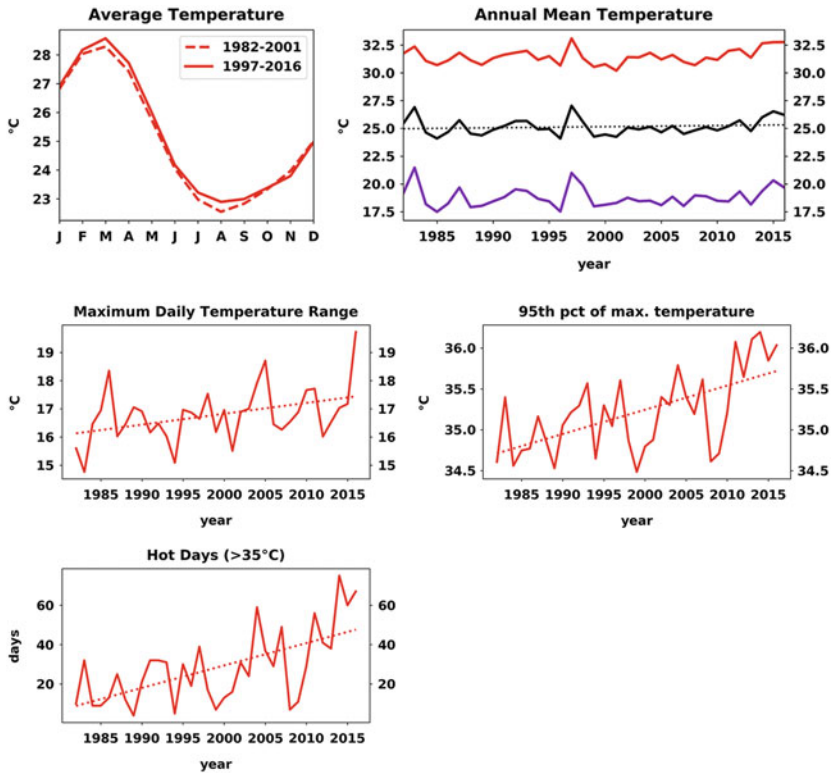 Average Temperature
°C
28
27
26
25
24
23
1982-2001
1997-2016
J F M A M J J A S O N D
Annual Mean Temperature
°C
32.5 32.5
30.0 30.0
27.5 27.5
25.0 25.0
22.5 22.5
20.0 20.0
17.5 17.5
1985 1990 1995 2000 2005 2010 2015
year
Maximum Daily Temperature Range
°C
19 19
18 18
17 17
16 16
15 15
1985 1990 1995 2000 2005 2010 2015
year
95th pct of max. temperature
°C
36.0 36.0
35.5 35.5
35.0 35.0
34.5 34.5
1985 1990 1995 2000 2005 2010 2015
year
Hot Days (>35°C)
days
60 60
40 40
20 20
1985 1990 1995 2000 2005 2010 2015
year